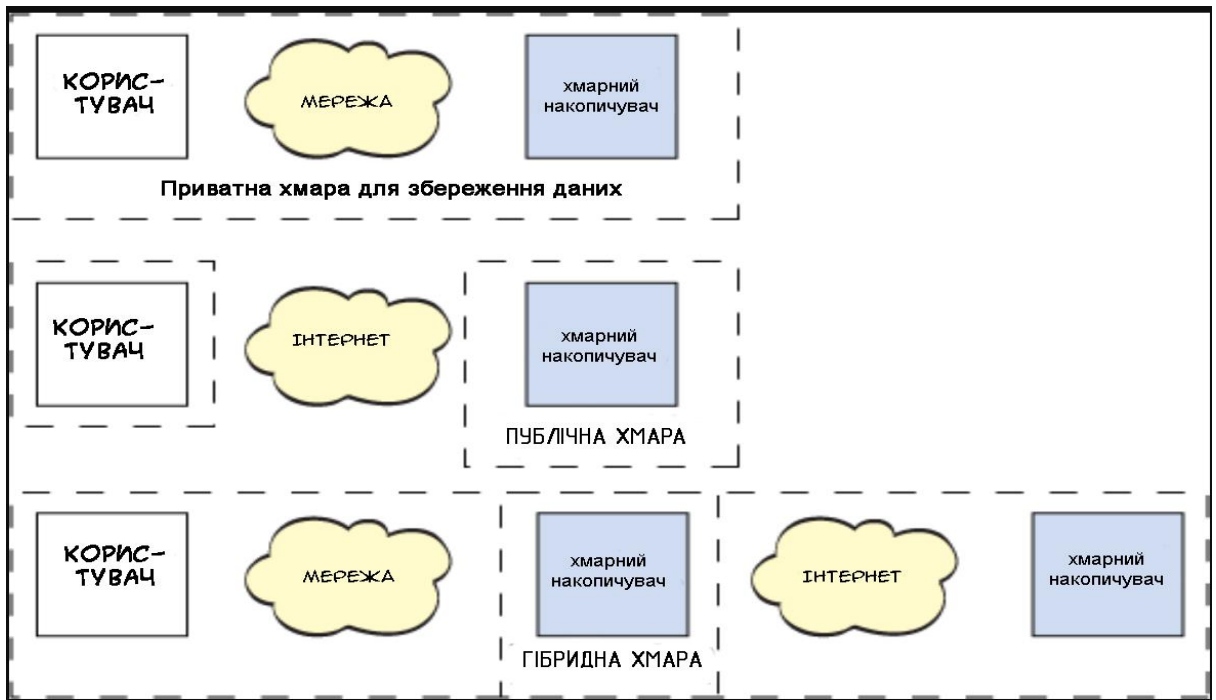 КОРИС-
ТУВАЧ
МЕРЕЖА
хмарний
накопичувач
Приватна хмара для збереження даних
КОРИС-
ТУВАЧ
ІНТЕРНЕТ
хмарний
накопичувач
ПУБЛІЧНА ХМАРА
КОРИС-
ТУВАЧ
МЕРЕЖА
хмарний
накопичувач
ІНТЕРНЕТ
хмарний
накопичувач
ГІБРИДНА ХМАРА